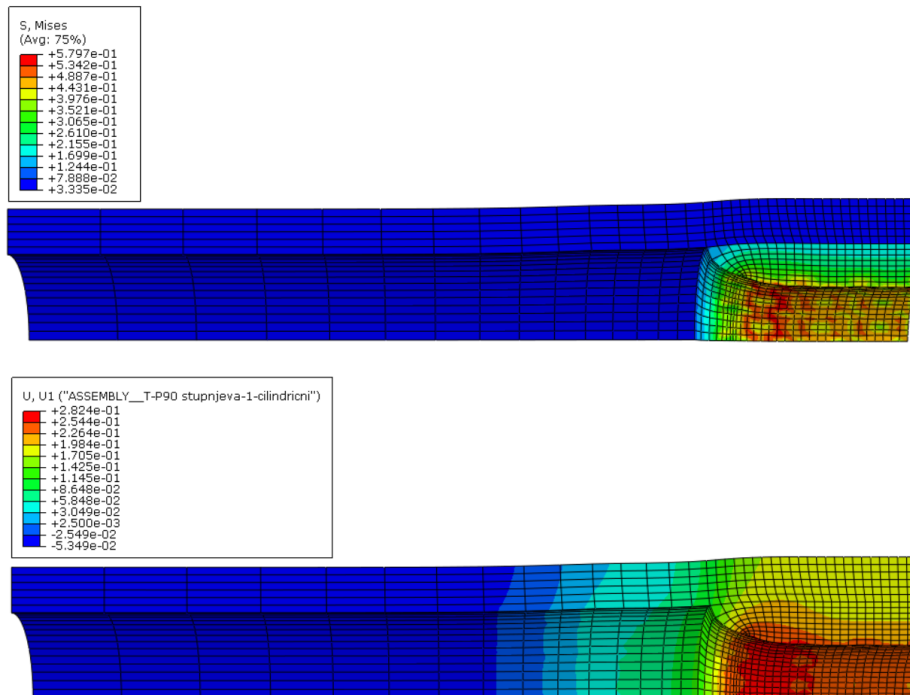 S, Mises
(Avg: 75%)
+5.797e-01
+5.342e-01
+4.887e-01
+4.431e-01
+3.976e-01
+3.521e-01
+3.065e-01
+2.610e-01
+2.155e-01
+1.699e-01
+1.244e-01
+7.888e-02
+3.335e-02
U, U1 ("ASSEMBLY__T-P90 stupnjeva-1-cilindricni")
+2.824e-01
+2.544e-01
+2.264e-01
+1.984e-01
+1.705e-01
+1.425e-01
+1.145e-01
+8.648e-02
+5.848e-02
+3.049e-02
+2.500e-03
-2.549e-02
-5.349e-02